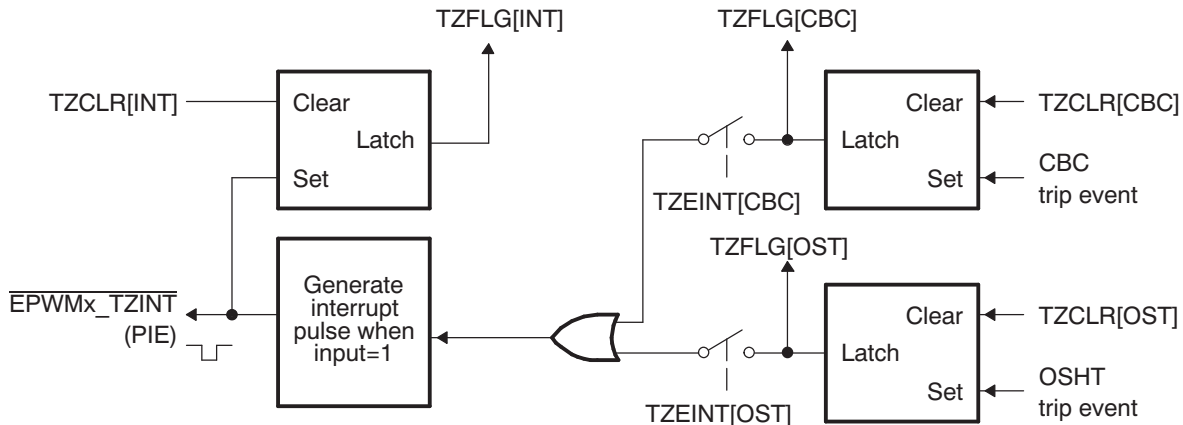 TZFLG[INT]
TZFLG[CBC]
TZCLR[INT]
Clear
Latch
Set
Clear
Latch
Set
TZCLR[CBC]
CBC
trip event
TZEINT[CBC]
TZFLG[OST]
EPWMx_TZINT
(PIE)
Generate
interrupt
pulse when
input=1
Clear
Latch
Set
TZCLR[OST]
OSHT
trip event
TZEINT[OST]